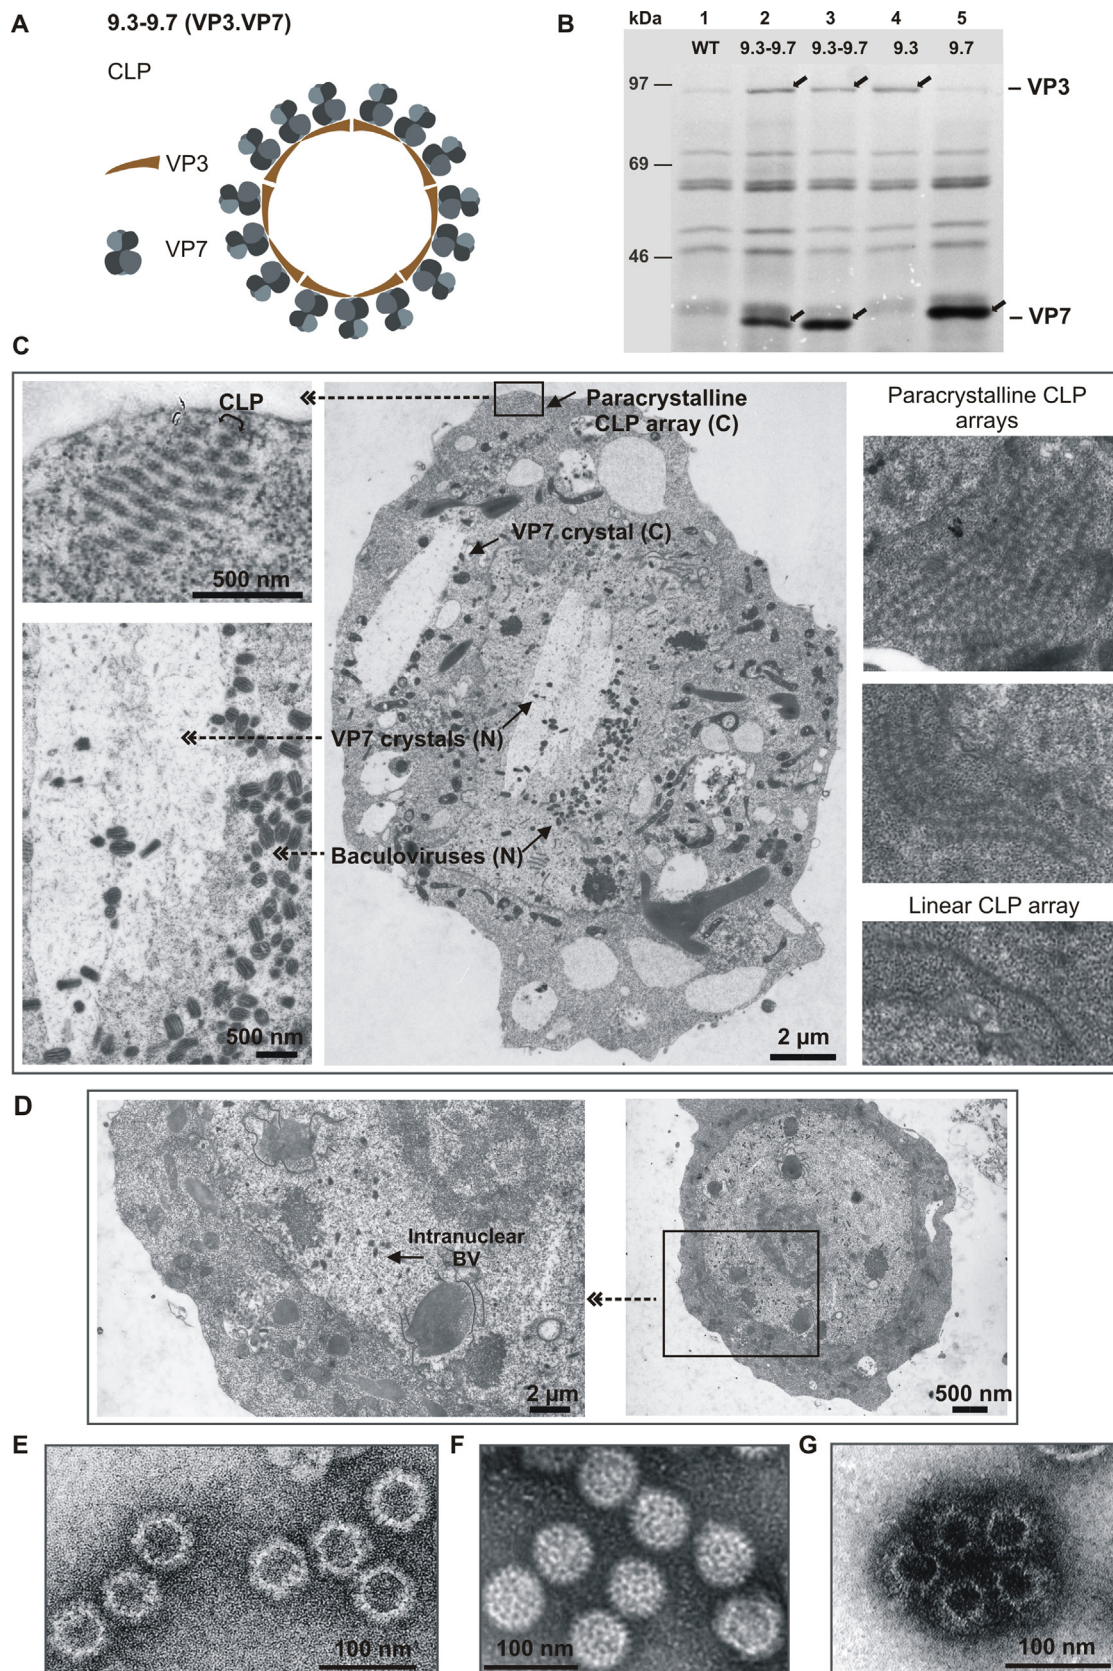 A
9.3-9.7 (VP3.VP7)
CLP
VP3
VP7
B
kDa 1 2 3 4 5
WT 9.3-9.7 9.3-9.7 9.3 9.7
97
69
46
VP3
VP7
C
CLP
500 nm
Paracrystalline
CLP array (C)
VP7 crystal (C)
VP7 crystals (N)
Baculoviruses (N)
500 nm
2 µm
Paracrystalline CLP
arrays
Linear CLP array
D
Intranuclear
BV
2 µm
500 nm
E
100 nm
F
100 nm
G
100 nm